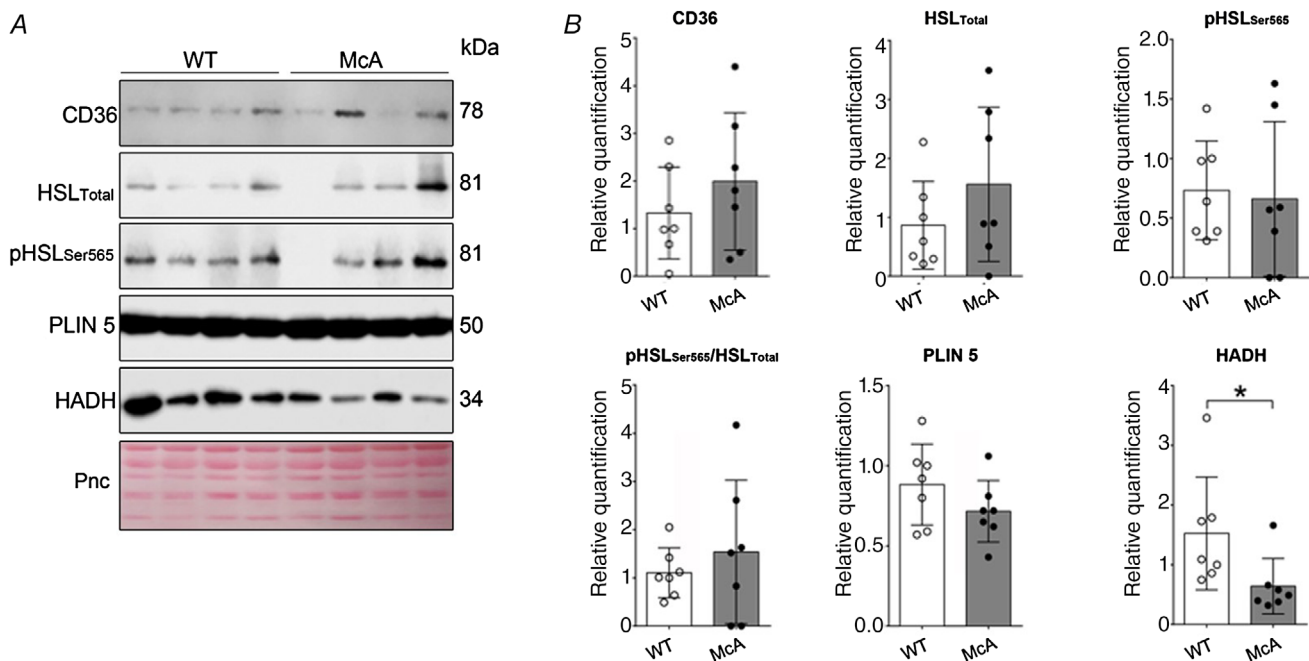 A
WT McA kDa
CD36 78
HSLTotal 81
pHSLSer565 81
PLIN 5 50
HADH 34
Pnc
B
CD36
Relative quantification
5
4
3
2
1
0
WT McA
HSLTotal
Relative quantification
4
3
2
1
0
WT McA
pHSLSer565
Relative quantification
2.0
1.5
1.0
0.5
0.0
WT McA
pHSLSer565/HSLTotal
Relative quantification
5
4
3
2
1
0
WT McA
PLIN 5
Relative quantification
1.5
1.0
0.5
0.0
WT McA
HADH
Relative quantification
4
3
2
1
0
*
WT McA